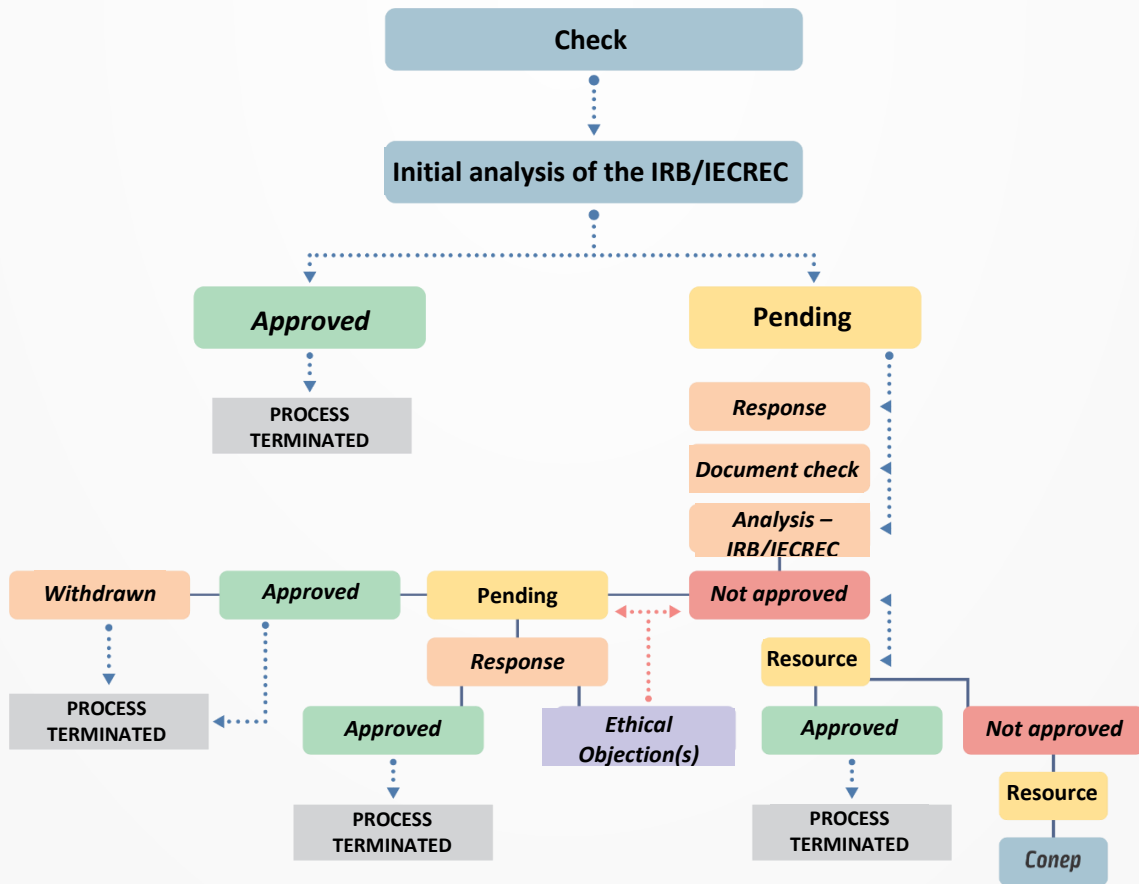 Check
Initial analysis of the IRB/IECREC
Approved
Pending
PROCESS
TERMINATED
Response
Document check
Analysis –
IRB/IECREC
Withdrawn
Approved
Pending
Not approved
Response
Resource
PROCESS
TERMINATED
Approved
Ethical
Objection(s)
Approved
Not approved
PROCESS
TERMINATED
PROCESS
TERMINATED
Resource
Conep